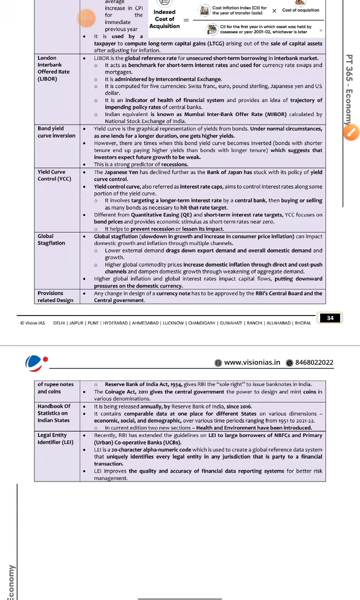 average
increase in CPI
for the
immediate
previous year
Indexed
Cost of
Acquisition
=
Cost Inflation Index (CII) for
the year of transfer (sale)
×
Cost of acquisition
CII for the first year in which asset was held by
assessee or year 2001-02, whichever is later
is used by a
taxpayer to compute long-term capital gains (LTCG) arising out of the sale of capital assets
after adjusting for inflation.
London
Interbank
Offered Rate
(LIBOR)
• LIBOR is the global reference rate for unsecured short-term borrowing in interbank market.
o It acts as benchmark for short-term interest rates and used for currency rate swaps and
mortgages.
o It is administered by Intercontinental Exchange.
o It is computed for five currencies: Swiss franc, euro, pound sterling, Japanese yen and US
dollar.
o It is an indicator of health of financial system and provides an idea of trajectory of
impending policy rates of central banks.
o Indian equivalent is known as Mumbai Inter-Bank Offer Rate (MIBOR) calculated by
National Stock Exchange of India.
Bond yield
curve inversion
• Yield curve is the graphical representation of yields from bonds. Under normal circumstances,
as one lends for a longer duration, one gets higher yields.
• However, there are times when this bond yield curve becomes inverted (bonds with shorter
tenure end up paying higher yields than bonds with longer tenure) which suggests that
investors expect future growth to be weak.
• This is a strong predictor of recessions.
Yield Curve
Control (YCC)
• The Japanese Yen has declined further as the Bank of Japan has stuck with its policy of yield
curve control.
• Yield control curve, also referred as interest rate caps, aims to control interest rates along some
portion of the yield curve.
o It involves targeting a longer-term interest rate by a central bank, then buying or selling
as many bonds as necessary to hit that rate target.
• Different from Quantitative Easing (QE) and short-term interest rate targets, YCC focuses on
bond prices and provides economic stimulus as short-term rates near zero.
o It helps to prevent recession or lessen its impact.
Global
Stagflation
• Global stagflation (slowdown in growth and increase in consumer price inflation) can impact
domestic growth and inflation through multiple channels.
o Lower external demand drags down export demand and overall domestic demand and
growth.
o Higher global commodity prices increase domestic inflation through direct and cost-push
channels and dampen domestic growth through weakening of aggregate demand.
• Higher global inflation and global interest rates impact capital flows, putting downward
pressures on the domestic currency.
Provisions
related Design
• Any change in design of a currency note has to be approved by the RBI's Central Board and the
Central government.
PT 365 - Economy
34
© Vision IAS DELHI | JAIPUR | PUNE | HYDERABAD | AHMEDABAD | LUCKNOW | CHANDIGARH | GUWAHATI | RANCHI | ALLAHABAD | BHOPAL
www.visionias.in
8468022022
of rupee notes
and coins
o Reserve Bank of India Act, 1934, gives RBI the "sole right" to issue banknotes in India.
• The Coinage Act, 2011 gives the central government the power to design and mint coins in
various denominations.
Handbook Of
Statistics on
Indian States
• It is being released annually, by Reserve Bank of India, since 2016.
• It contains comparable data at one place for different States on various dimensions –
economic, social, and demographic, over various time periods ranging from 1951 to 2021-22.
o In current edition two new sections – Health and Environment have been introduced.
Legal Entity
Identifier (LEI)
• Recently, RBI has extended the guidelines on LEI to large borrowers of NBFCs and Primary
(Urban) Co-operative Banks (UCBs).
• LEI is a 20-character alpha-numeric code which is used to create a global reference data system
that uniquely identifies every legal entity in any jurisdiction that is party to a financial
transaction.
• LEI improves the quality and accuracy of financial data reporting systems for better risk
management.
Economy